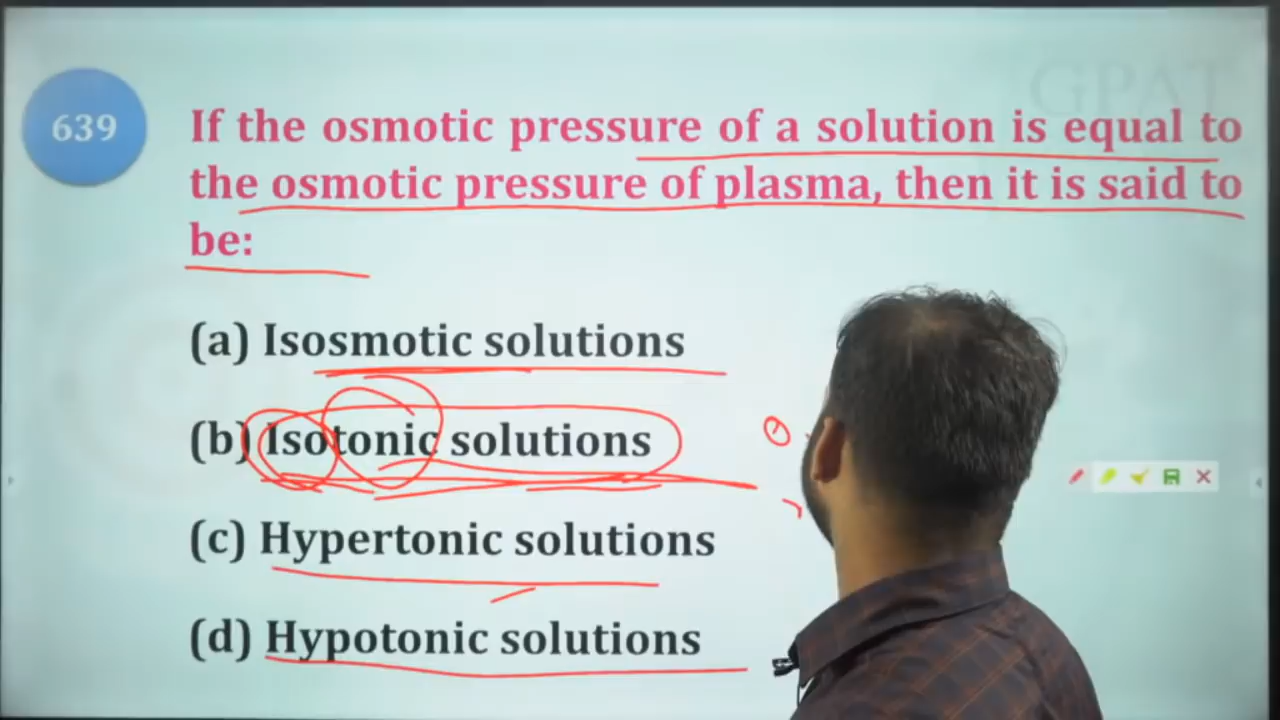 GPAT
639
If the osmotic pressure of a solution is equal to
the osmotic pressure of plasma, then it is said to
be:
(a) Isosmotic solutions
(b) Isotonic solutions
(c) Hypertonic solutions
(d) Hypotonic solutions